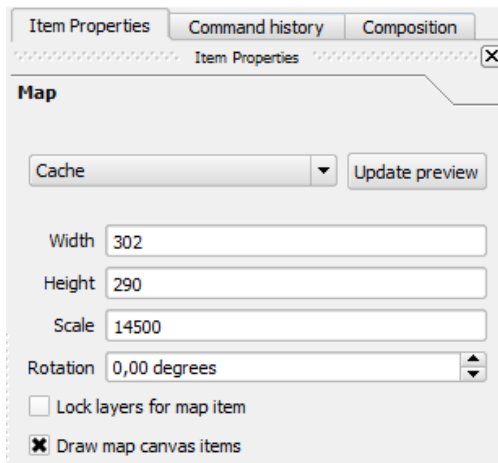 Item Properties Command history Composition
Item Properties
Map
Cache Update preview
Width 302
Height 290
Scale 14500
Rotation 0,00 degrees
Lock layers for map item
Draw map canvas items